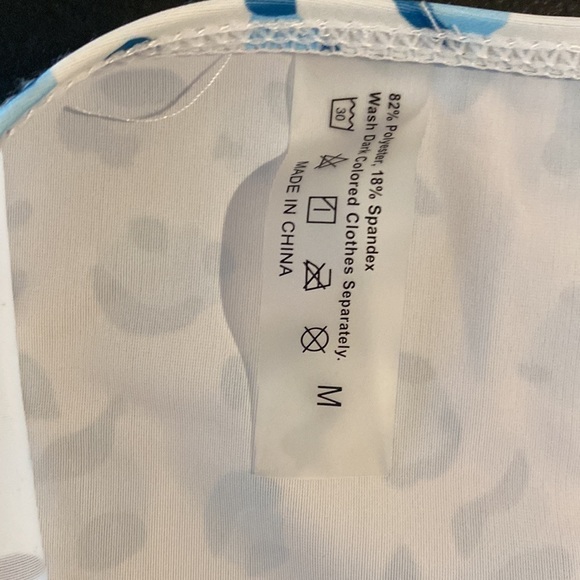 82% Polyester, 18% Spandex
Wash Dark Colored Clothes Separately.
30
MADE IN CHINA
M